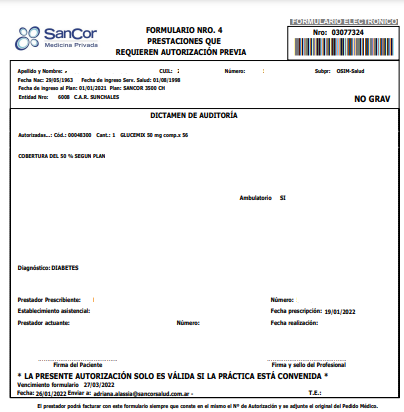 FORMULARIO ELECTRONICO
SanCor
Medicina Privada
FORMULARIO NRO. 4
PRESTACIONES QUE
REQUIEREN AUTORIZACIÓN PREVIA
Nro: 03077324
Apellido y Nombre: CUIL: Número: Subpr: OSIM-Salud
Fecha Nac: 29/05/1963 Fecha de ingreso Serv. Salud: 01/08/1998
Fecha de ingreso al Plan: 01/01/2021 Plan: SANCOR 3500 CH
Entidad Nro: 6008 C.A.R. SUNCHALES
NO GRAV
DICTAMEN DE AUDITORÍA
Autorizadas...: Cód.: 00048300 Cant.: 1 GLUCEMIX 50 mg comp.x 56
COBERTURA DEL 50 % SEGUN PLAN
Ambulatorio SI
Diagnóstico: DIABETES
Prestador Prescribiente: Número:
Establecimiento asistencial: Fecha prescripción: 19/01/2022
Prestador actuante: Número: Fecha realización:
Firma del Paciente Firma y sello del Profesional
* LA PRESENTE AUTORIZACIÓN SOLO ES VÁLIDA SI LA PRÁCTICA ESTÁ CONVENIDA *
Vencimiento formulario 27/03/2022
Fecha: 26/01/2022 Enviar a: adriana.alassia@sancorsalud.com.ar - T.E.:
El prestador podrá facturar con este formulario siempre que conste en el mismo el Nº de Autorización y se adjunte el original del Pedido Médico.